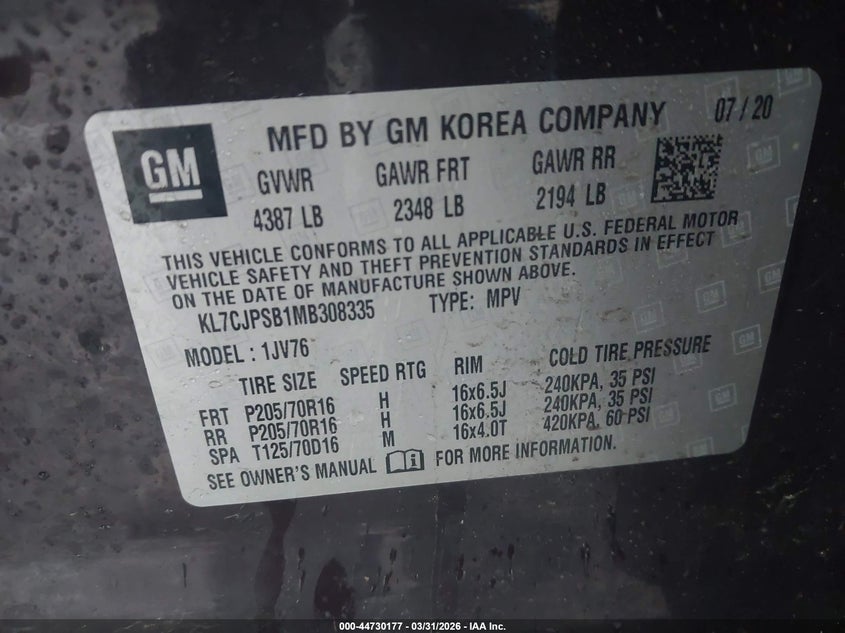 GM
MFD BY GM KOREA COMPANY 07 / 20
GVWR GAWR FRT GAWR RR
4387 LB 2348 LB 2194 LB
THIS VEHICLE CONFORMS TO ALL APPLICABLE U.S. FEDERAL MOTOR
VEHICLE SAFETY AND THEFT PREVENTION STANDARDS IN EFFECT
ON THE DATE OF MANUFACTURE SHOWN ABOVE.
KL7CJPSB1MB308335 TYPE: MPV
MODEL : 1JV76
TIRE SIZE SPEED RTG RIM COLD TIRE PRESSURE
FRT P205/70R16 H 16x6.5J 240KPA, 35 PSI
RR P205/70R16 H 16x6.5J 240KPA, 35 PSI
SPA T125/70D16 M 16x4.0T 420KPA, 60 PSI
SEE OWNER'S MANUAL FOR MORE INFORMATION.
000-44730177 - 03/31/2026 - IAA Inc.